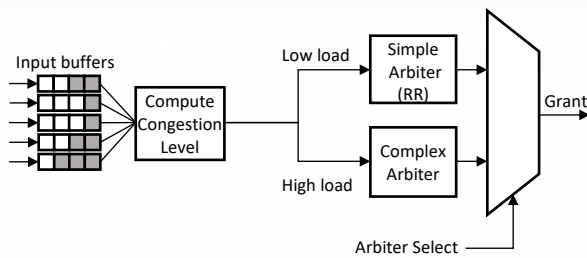 Input buffers
Compute
Congestion
Level
Low load
High load
Simple
Arbiter
(RR)
Complex
Arbiter
Grant
Arbiter Select